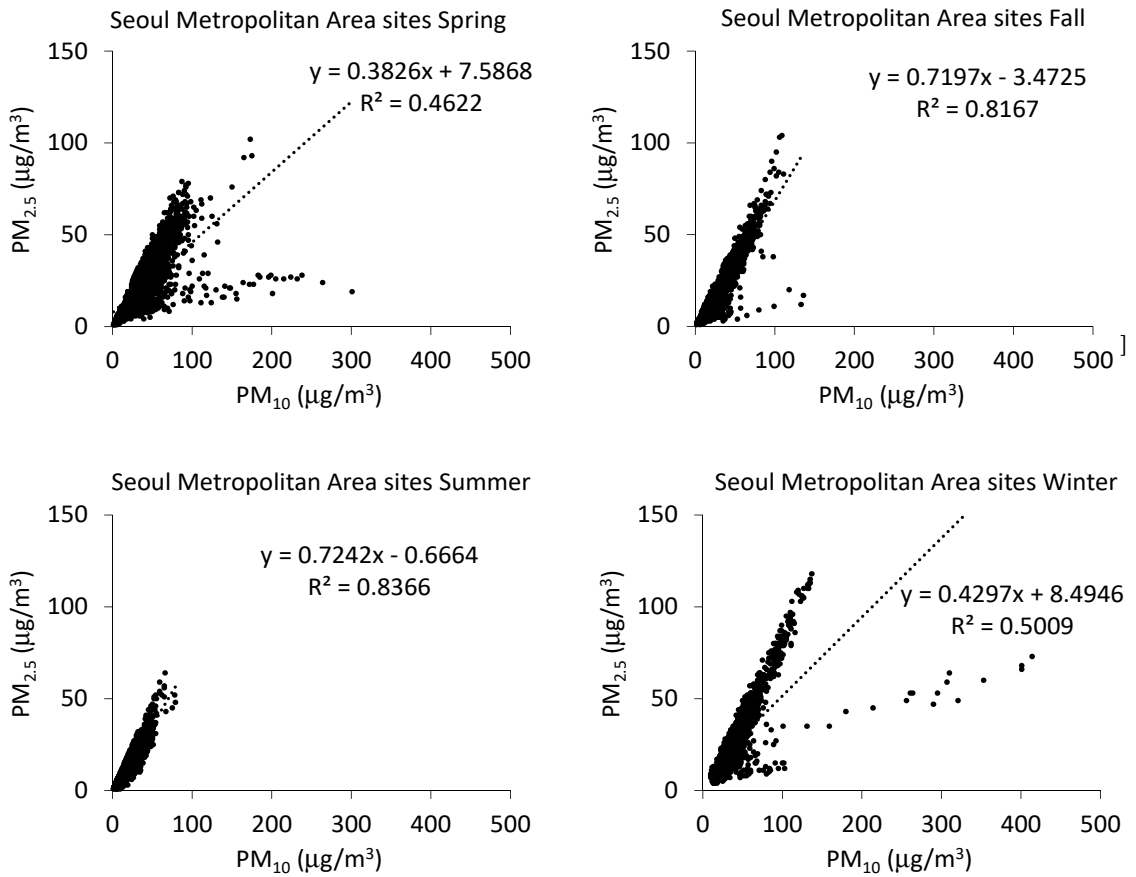 Seoul Metropolitan Area sites Spring
150
100
50
0
0 100 200 300 400 500
PM2.5 (μg/m3)
PM10 (μg/m3)
y = 0.3826x + 7.5868
R² = 0.4622
Seoul Metropolitan Area sites Fall
150
100
50
0
0 100 200 300 400 500
PM2.5 (μg/m3)
PM10 (μg/m3)
y = 0.7197x - 3.4725
R² = 0.8167
]
Seoul Metropolitan Area sites Summer
150
100
50
0
0 100 200 300 400 500
PM2.5 (μg/m3)
PM10 (μg/m3)
y = 0.7242x - 0.6664
R² = 0.8366
Seoul Metropolitan Area sites Winter
150
100
50
0
0 100 200 300 400 500
PM2.5 (μg/m3)
PM10 (μg/m3)
y = 0.4297x + 8.4946
R² = 0.5009